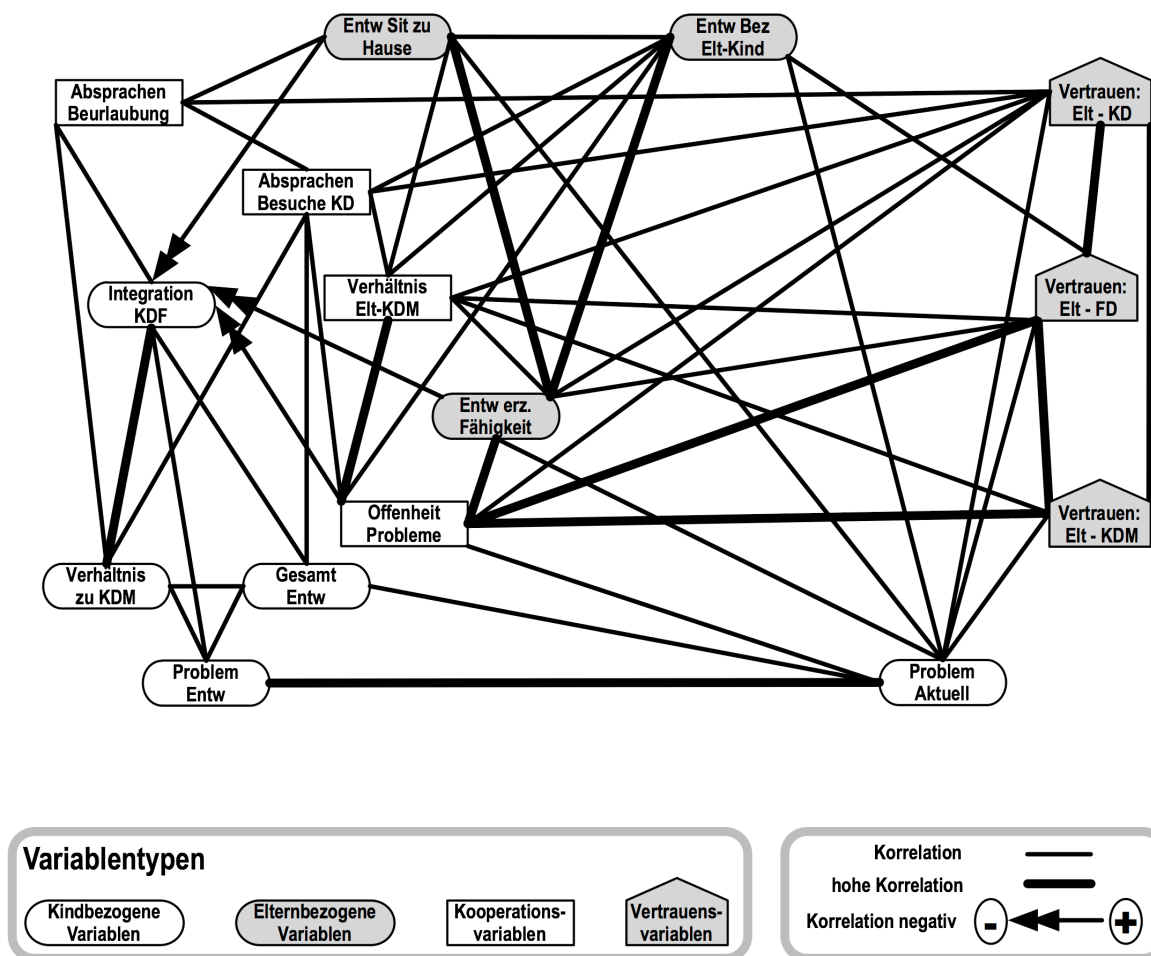 Entw Sit zu
Hause
Entw Bez
Elt-Kind
Absprachen
Beurlaubung
Vertrauen:
Elt - KD
Absprachen
Besuche KD
Integration
KDF
Verhältnis
Elt-KDM
Vertrauen:
Elt - FD
Entw erz.
Fähigkeit
Offenheit
Probleme
Vertrauen:
Elt - KDM
Verhältnis
zu KDM
Gesamt
Entw
Problem
Entw
Problem
Aktuell
Variablentypen
Kindbezogene
Variablen
Elternbezogene
Variablen
Kooperations-
variablen
Vertrauens-
variablen
Korrelation
hohe Korrelation
Korrelation negativ
- +